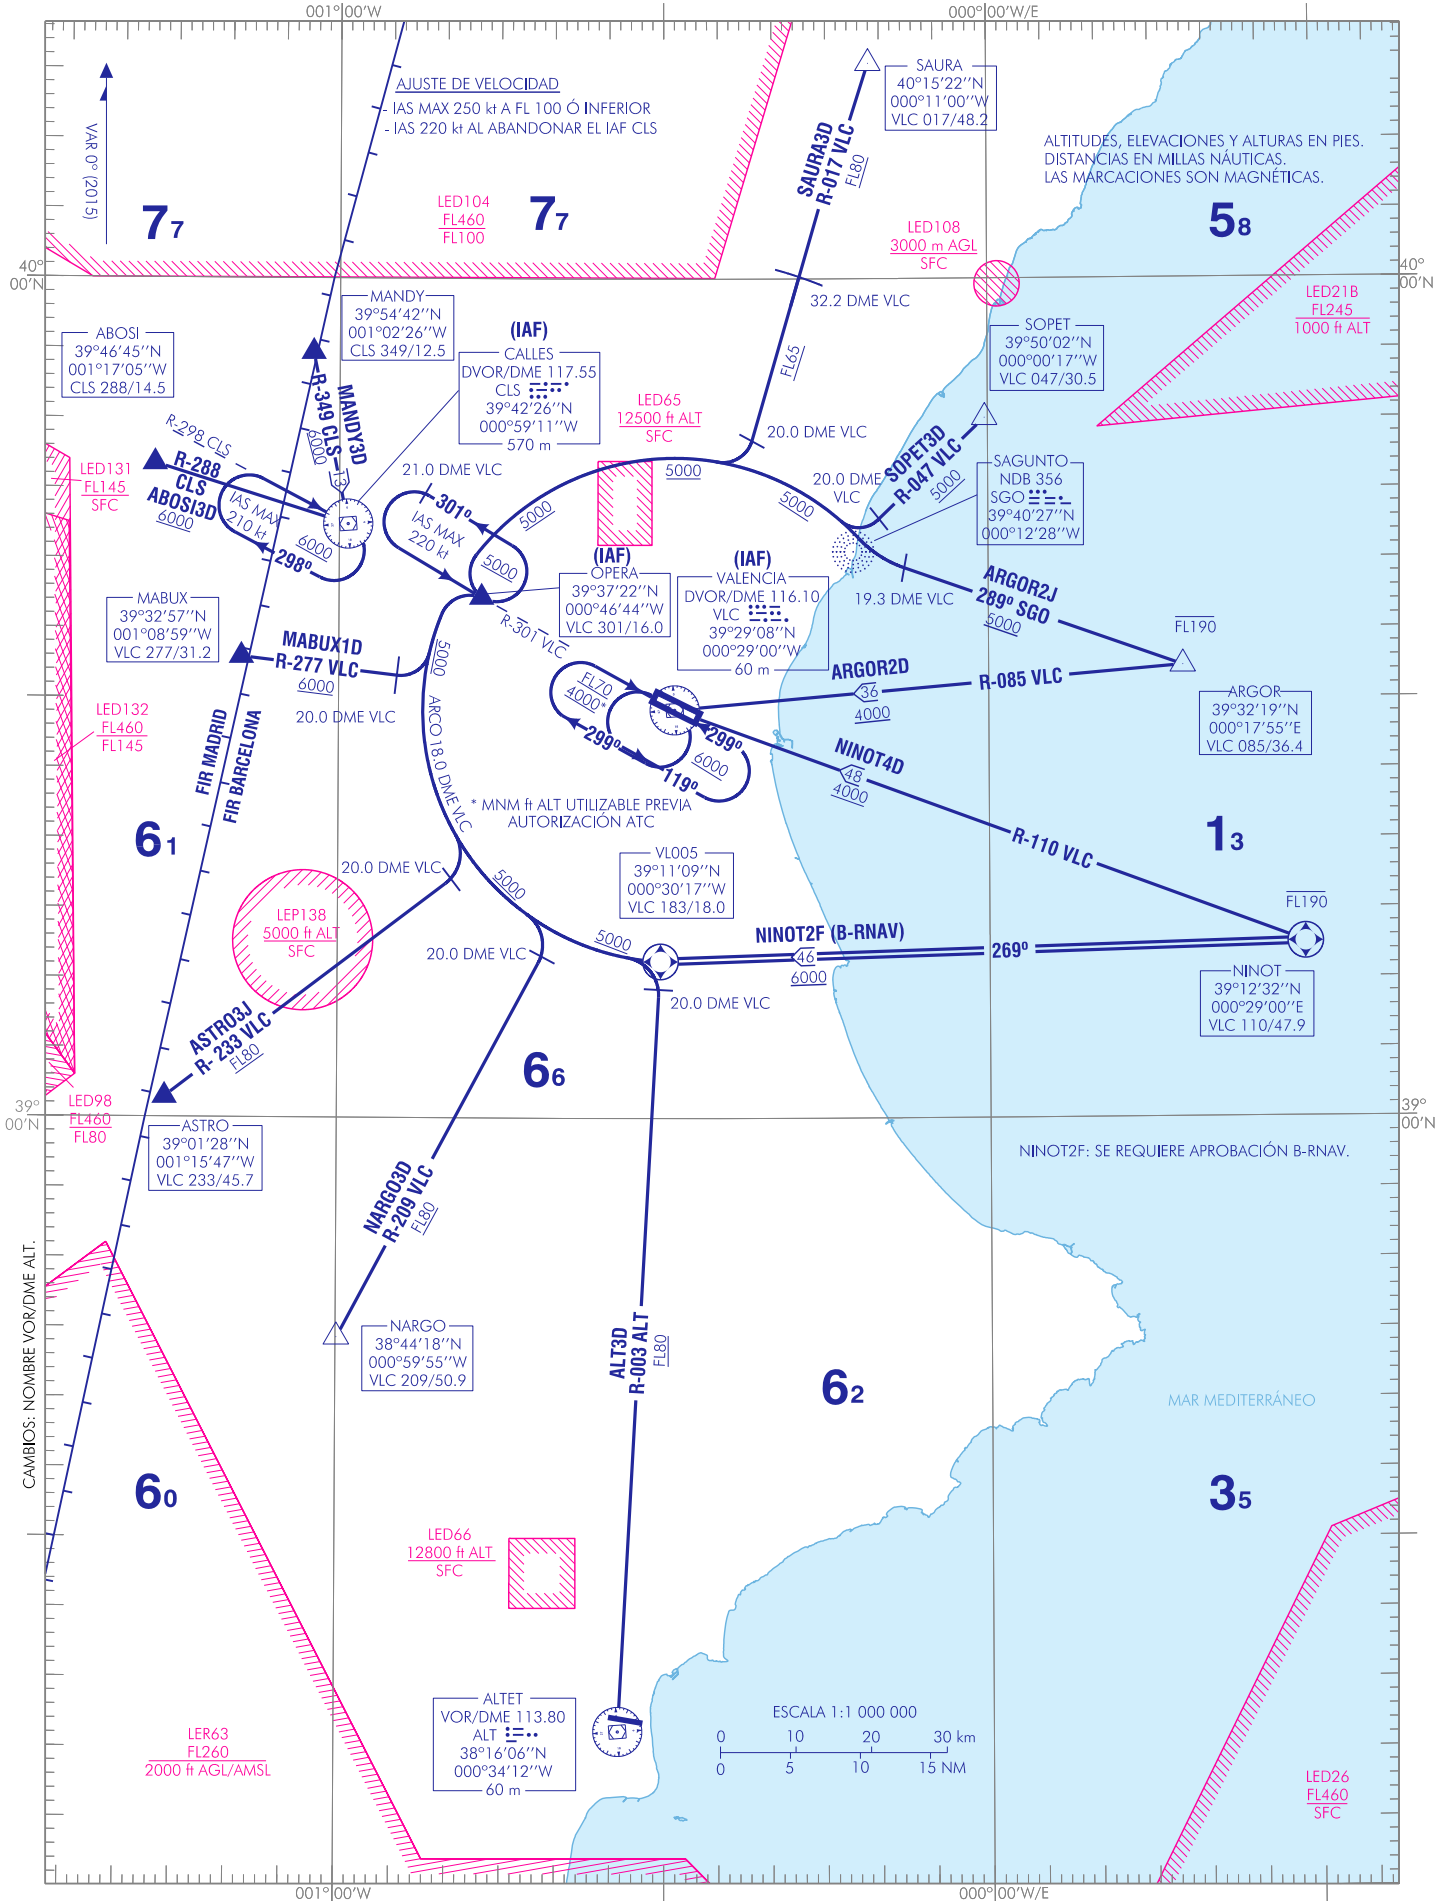 001°00'W
000°00'W/E
VAR 0° (2015)
AJUSTE DE VELOCIDAD
- IAS MAX 250 kt A FL 100 Ó INFERIOR
- IAS 220 kt AL ABANDONAR EL IAF CLS
SAURA
40°15'22''N
000°11'00''W
VLC 017/48.2
ALTITUDES, ELEVACIONES Y ALTURAS EN PIES.
DISTANCIAS EN MILLAS NÁUTICAS.
LAS MARCACIONES SON MAGNÉTICAS.
SAURA3D
R-017 VLC
FL80
77
LED104
FL460
FL100
77
LED108
3000 m AGL
SFC
58
40°
00'N
40°
00'N
LED21B
FL245
1000 ft ALT
32.2 DME VLC
FL65
ABOSI
39°46'45''N
001°17'05''W
CLS 288/14.5
MANDY
39°54'42''N
001°02'26''W
CLS 349/12.5
(IAF)
CALLES
DVOR/DME 117.55
CLS
39°42'26''N
000°59'11''W
570 m
SOPET
39°50'02''N
000°00'17''W
VLC 047/30.5
LED65
12500 ft ALT
SFC
MANDY3D
R-349 CLS
6000
13
R-298 CLS
R-288
CLS
ABOSI3D
6000
IAS MAX
210 kt
6000
298°
LED131
FL145
SFC
20.0 DME VLC
21.0 DME VLC
301°
IAS MAX
220 kt
5000
5000
5000
5000
20.0 DME
VLC
SOPET3D
R-047 VLC
5000
SAGUNTO
NDB 356
SGO
39°40'27''N
000°12'28''W
(IAF)
OPERA
39°37'22''N
000°46'44''W
VLC 301/16.0
(IAF)
VALENCIA
DVOR/DME 116.10
VLC
39°29'08''N
000°29'00''W
60 m
19.3 DME VLC
ARGOR2J
289° SGO
5000
FL190
MABUX
39°32'57''N
001°08'59''W
VLC 277/31.2
MABUX1D
R-277 VLC
6000
20.0 DME VLC
R-301 VLC
5000
ARCO 18.0 DME VLC
FL70
4000*
299°
299°
6000
119°
ARGOR2D
36
4000
R-085 VLC
ARGOR
39°32'19''N
000°17'55''E
VLC 085/36.4
LED132
FL460
FL145
FIR MADRID
FIR BARCELONA
NINOT4D
48
4000
R-110 VLC
* MNM ft ALT UTILIZABLE PREVIA
AUTORIZACIÓN ATC
61
13
20.0 DME VLC
VL005
39°11'09''N
000°30'17''W
VLC 183/18.0
5000
FL190
LEP138
5000 ft ALT
SFC
5000
20.0 DME VLC
NINOT2F (B-RNAV)
46
6000
269°
NINOT
39°12'32''N
000°29'00''E
VLC 110/47.9
20.0 DME VLC
ASTRO3J
R- 233 VLC
FL80
66
LED98
FL460
FL80
39°
00'N
39°
00'N
ASTRO
39°01'28''N
001°15'47''W
VLC 233/45.7
NINOT2F: SE REQUIERE APROBACIÓN B-RNAV.
NARGO3D
R-209 VLC
FL80
CAMBIOS: NOMBRE VOR/DME ALT.
NARGO
38°44'18''N
000°59'55''W
VLC 209/50.9
ALT3D
R-003 ALT
FL80
62
MAR MEDITERRÁNEO
60
35
LED66
12800 ft ALT
SFC
LER63
FL260
2000 ft AGL/AMSL
ALTET
VOR/DME 113.80
ALT
38°16'06''N
000°34'12''W
60 m
ESCALA 1:1 000 000
0 10 20 30 km
0 5 10 15 NM
LED26
FL460
SFC
001°00'W
000°00'W/E